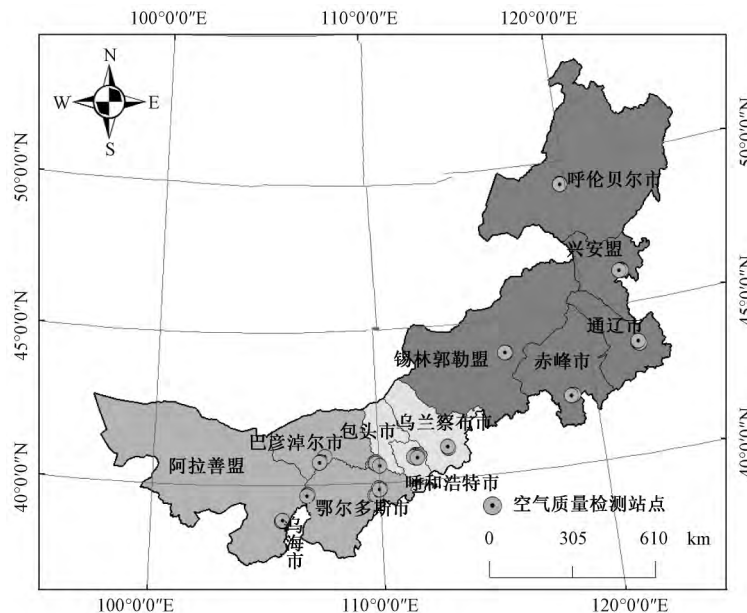 100°0′0″E
110°0′0″E
120°0′0″E
N
W
E
S
50°0′0″N
50°0′0″N
呼伦贝尔市
兴安盟
45°0′0″N
45°0′0″N
通辽市
锡林郭勒盟
赤峰市
乌兰察布市
包头市
巴彦淖尔市
阿拉善盟
40°0′0″N
40°0′0″N
呼和浩特市
鄂尔多斯市
乌海市
空气质量检测站点
0 305 610 km
100°0′0″E
110°0′0″E
120°0′0″E